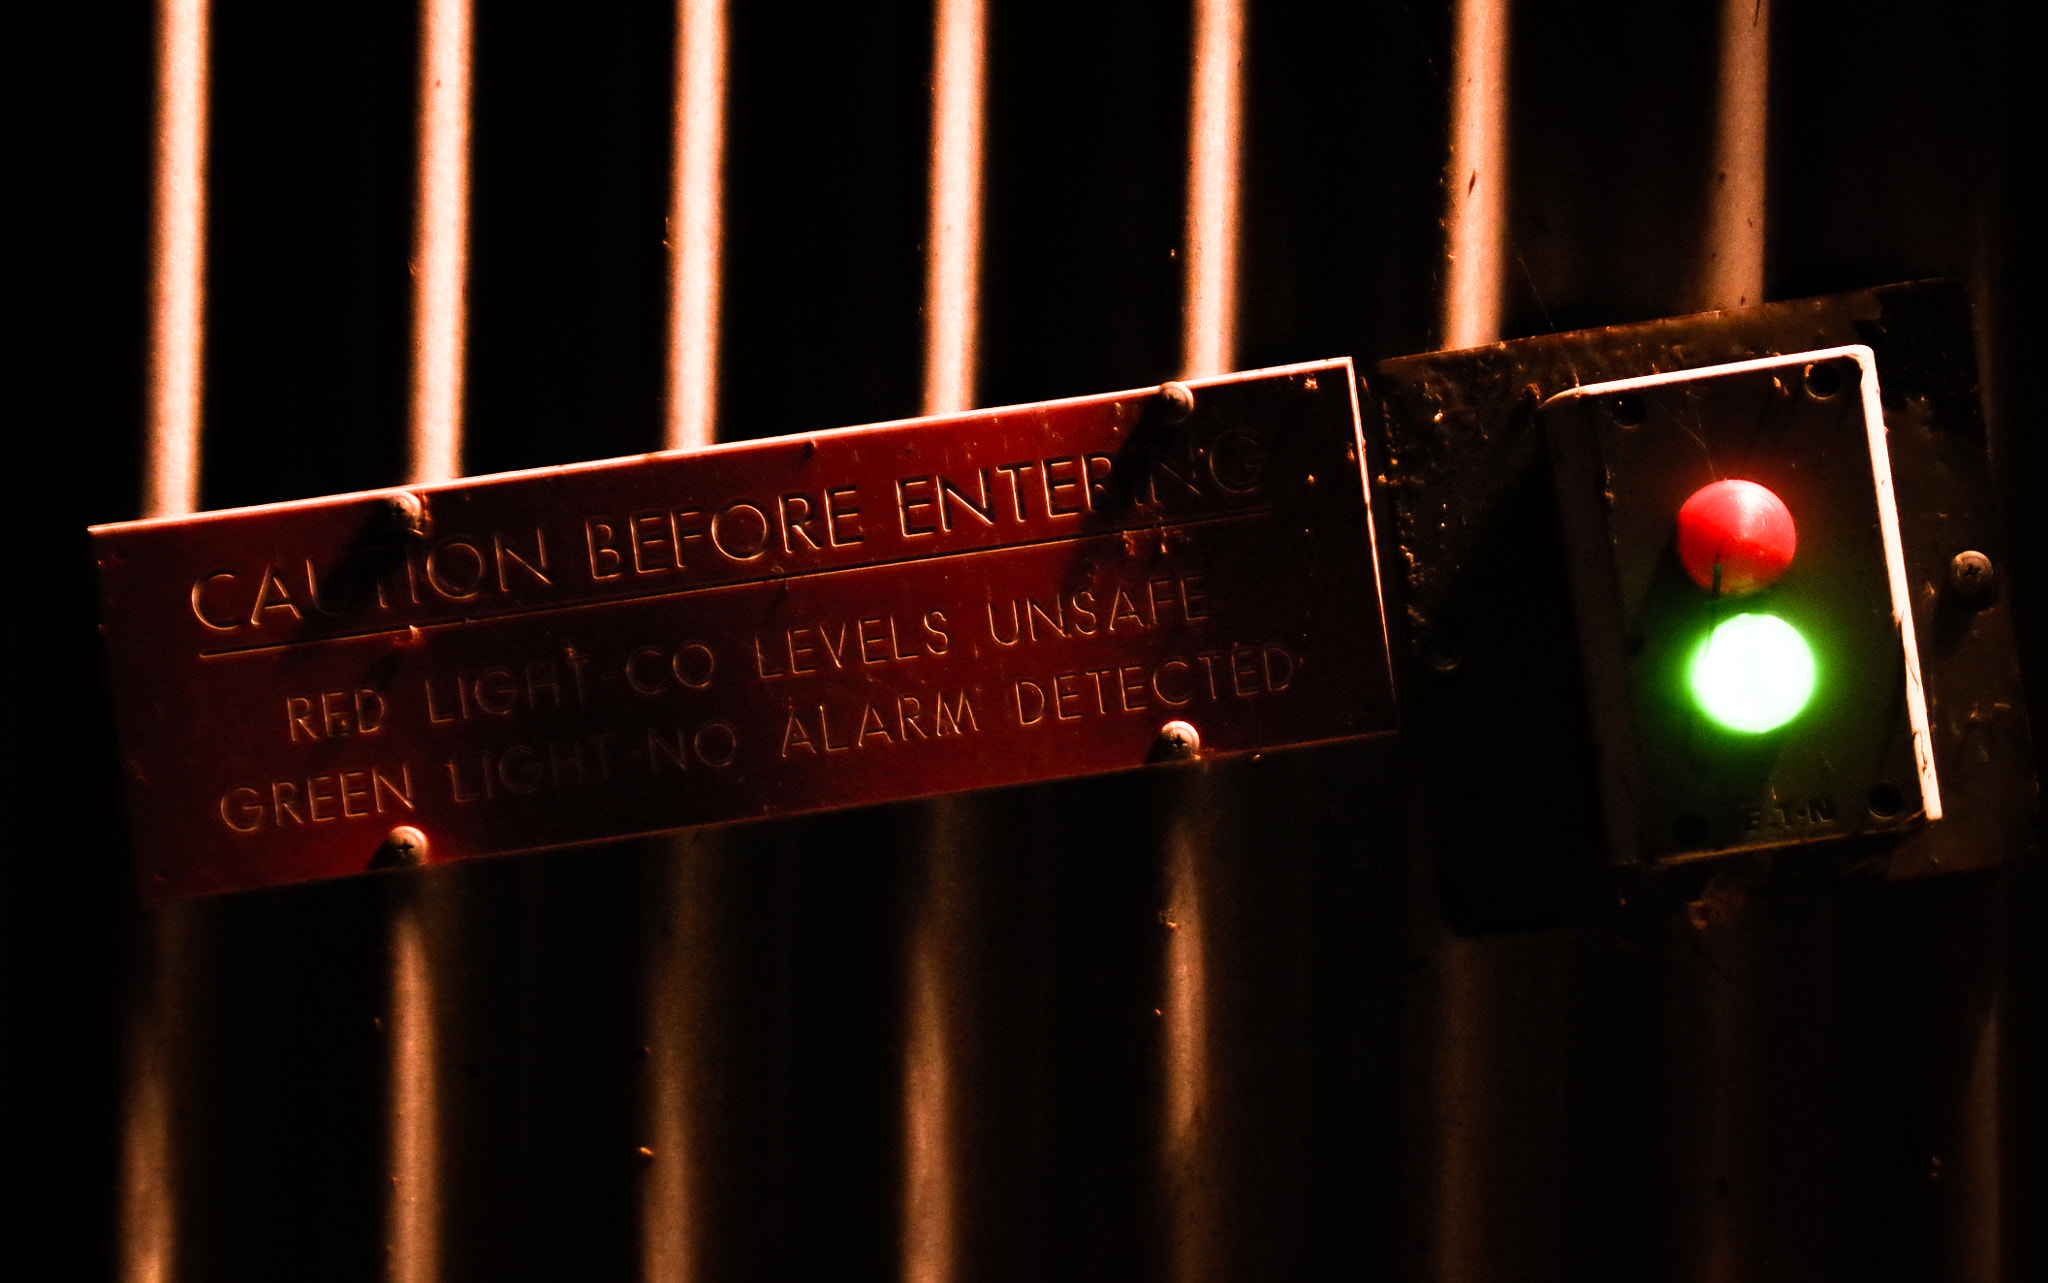 CAUTION BEFORE ENTERING
RED LIGHT-CO LEVELS UNSAFE
GREEN LIGHT-NO ALARM DETECTED
E·T·N